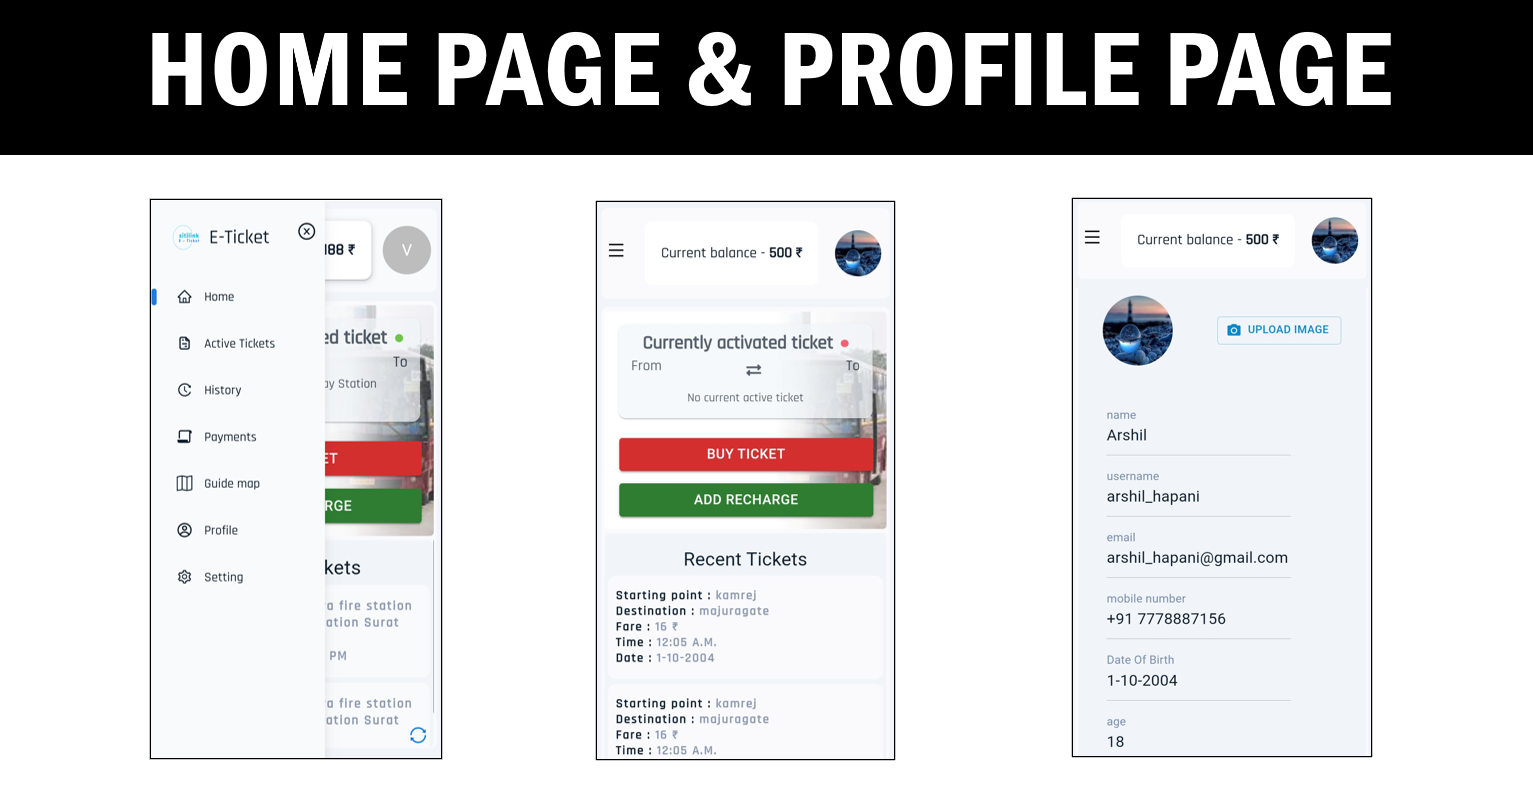 HOME PAGE & PROFILE PAGE
sitilink
E - Ticket
E-Ticket
188 ₹
V
Home
Active Tickets
History
Payments
Guide map
Profile
Setting
ed ticket
To
ay Station
ET
RGE
kets
a fire station
ation Surat
PM
a fire station
ation Surat
Current balance - 500 ₹
Currently activated ticket
From
To
No current active ticket
BUY TICKET
ADD RECHARGE
Recent Tickets
Starting point : kamrej
Destination : majuragate
Fare : 16 ₹
Time : 12:05 A.M.
Date : 1-10-2004
Starting point : kamrej
Destination : majuragate
Fare : 16 ₹
Time : 12:05 A.M.
Current balance - 500 ₹
UPLOAD IMAGE
name
Arshil
username
arshil_hapani
email
arshil_hapani@gmail.com
mobile number
+91 7778887156
Date Of Birth
1-10-2004
age
18